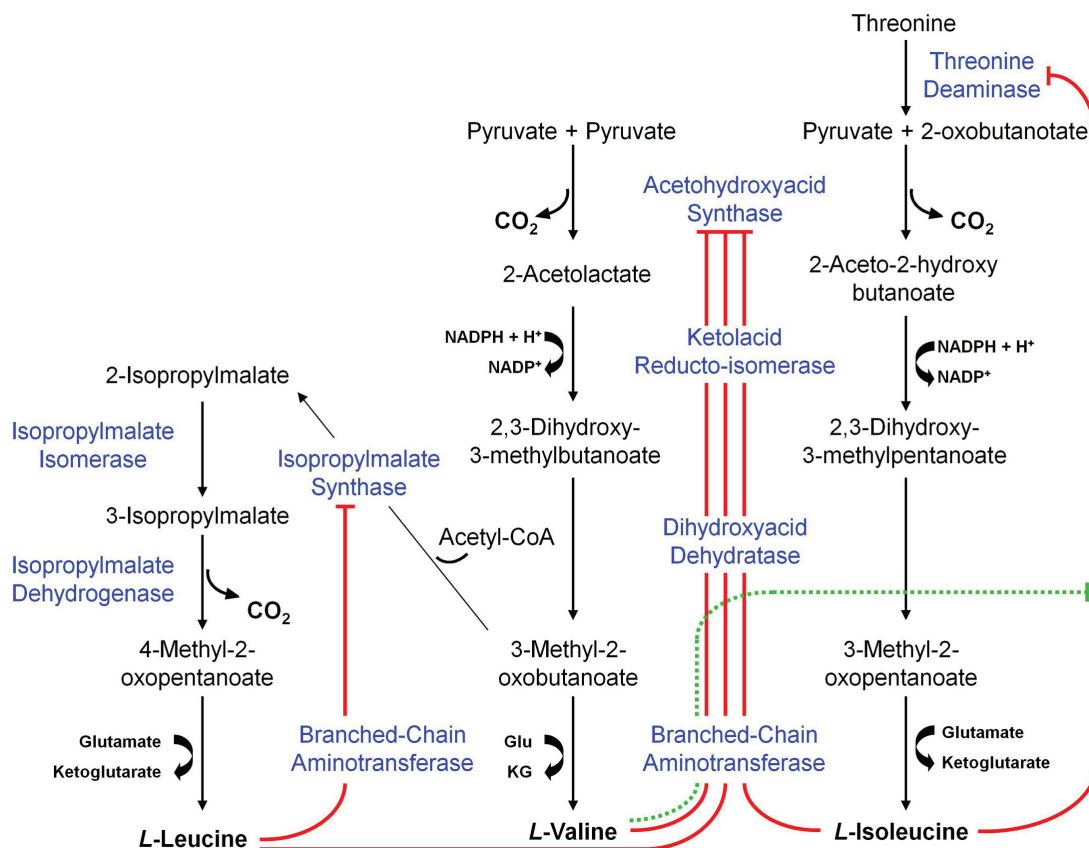 Threonine
Threonine
Deaminase
Pyruvate + Pyruvate
Pyruvate + 2-oxobutanotate
Acetohydroxyacid
Synthase
CO2
CO2
2-Acetolactate
2-Aceto-2-hydroxy
butanoate
NADPH + H+
NADP+
Ketolacid
Reducto-isomerase
NADPH + H+
NADP+
2-Isopropylmalate
Isopropylmalate
Isomerase
Isopropylmalate
Synthase
2,3-Dihydroxy-
3-methylbutanoate
2,3-Dihydroxy-
3-methylpentanoate
3-Isopropylmalate
Acetyl-CoA
Dihydroxyacid
Dehydratase
Isopropylmalate
Dehydrogenase
CO2
4-Methyl-2-
oxopentanoate
3-Methyl-2-
oxobutanoate
3-Methyl-2-
oxopentanoate
Glutamate
Ketoglutarate
Branched-Chain
Aminotransferase
Glu
KG
Branched-Chain
Aminotransferase
Glutamate
Ketoglutarate
L-Leucine
L-Valine
L-Isoleucine